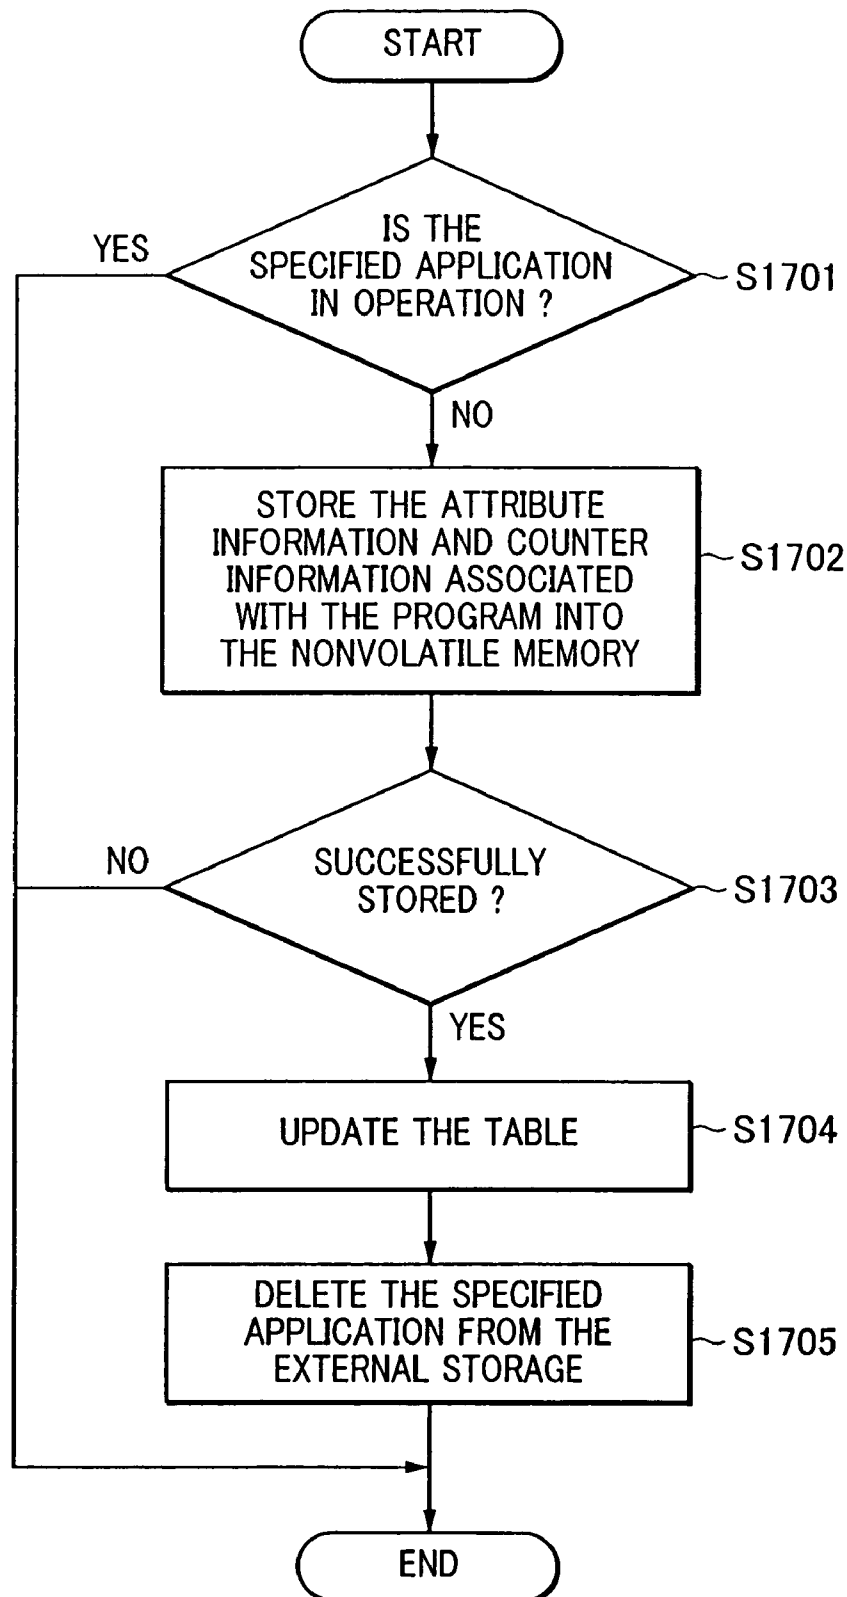 START
IS THE
SPECIFIED APPLICATION
IN OPERATION ?
YES
S1701
NO
STORE THE ATTRIBUTE
INFORMATION AND COUNTER
INFORMATION ASSOCIATED
WITH THE PROGRAM INTO
THE NONVOLATILE MEMORY
S1702
SUCCESSFULLY
STORED ?
NO
S1703
YES
UPDATE THE TABLE
S1704
DELETE THE SPECIFIED
APPLICATION FROM THE
EXTERNAL STORAGE
S1705
END